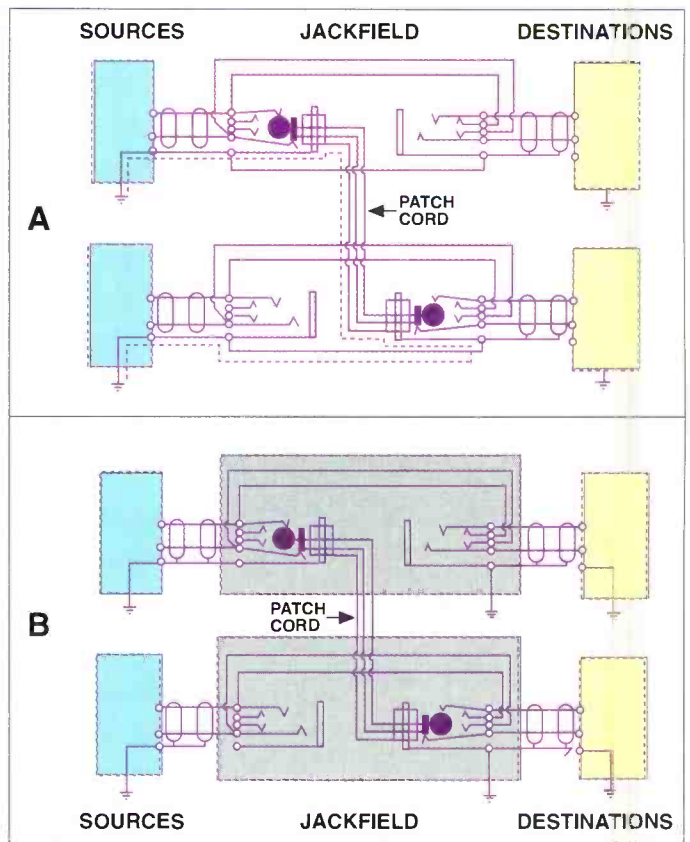 SOURCES JACKFIELD DESTINATIONS
A
PATCH
CORD
B
PATCH
CORD
SOURCES JACKFIELD DESTINATIONS